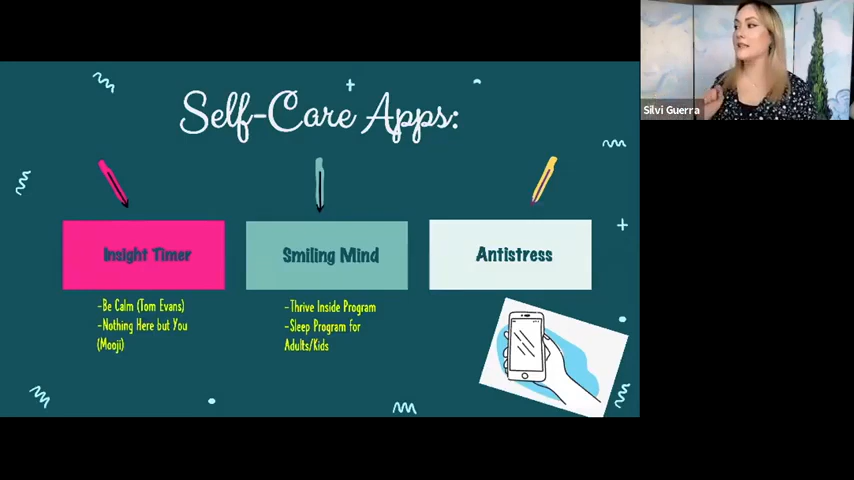 Self-Care Apps:
Insight Timer
-Be Calm (Tom Evans)
-Nothing Here but You
(Mooji)
Smiling Mind
-Thrive Inside Program
-Sleep Program for
Adults/Kids
Antistress
Silvi Guerra